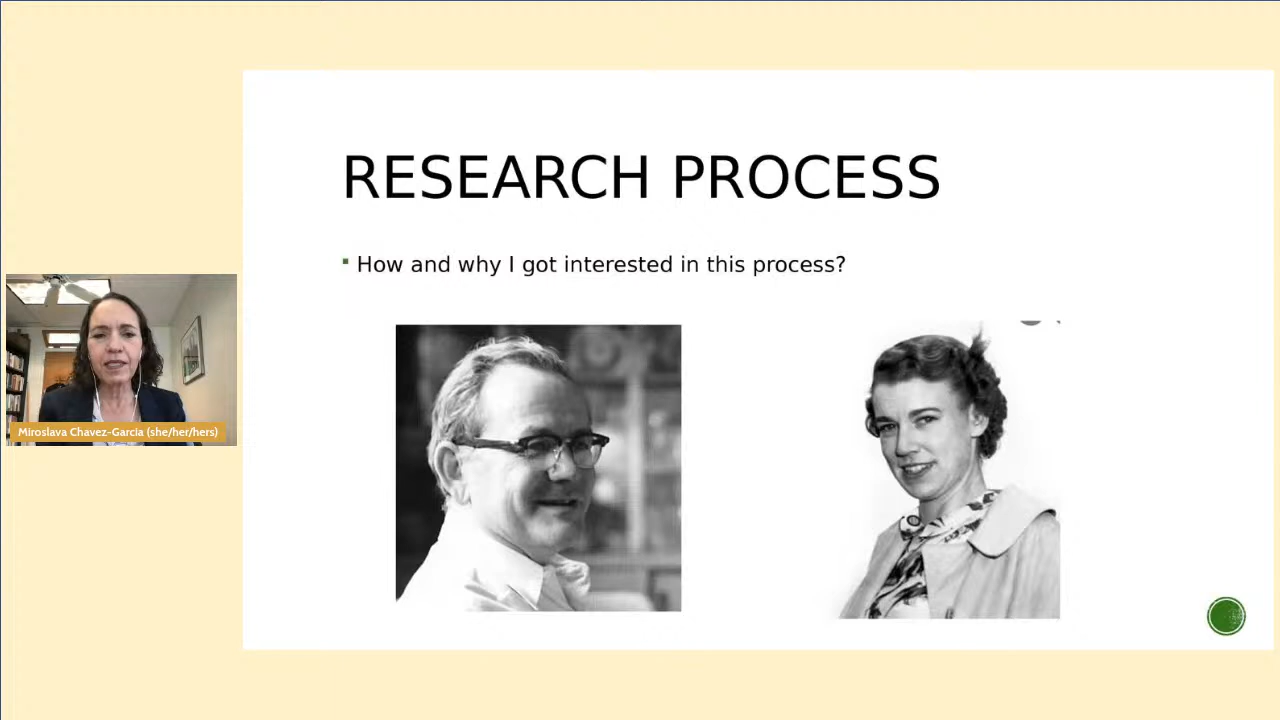 RESEARCH PROCESS
How and why I got interested in this process?
Miroslava Chavez-Garcia (she/her/hers)